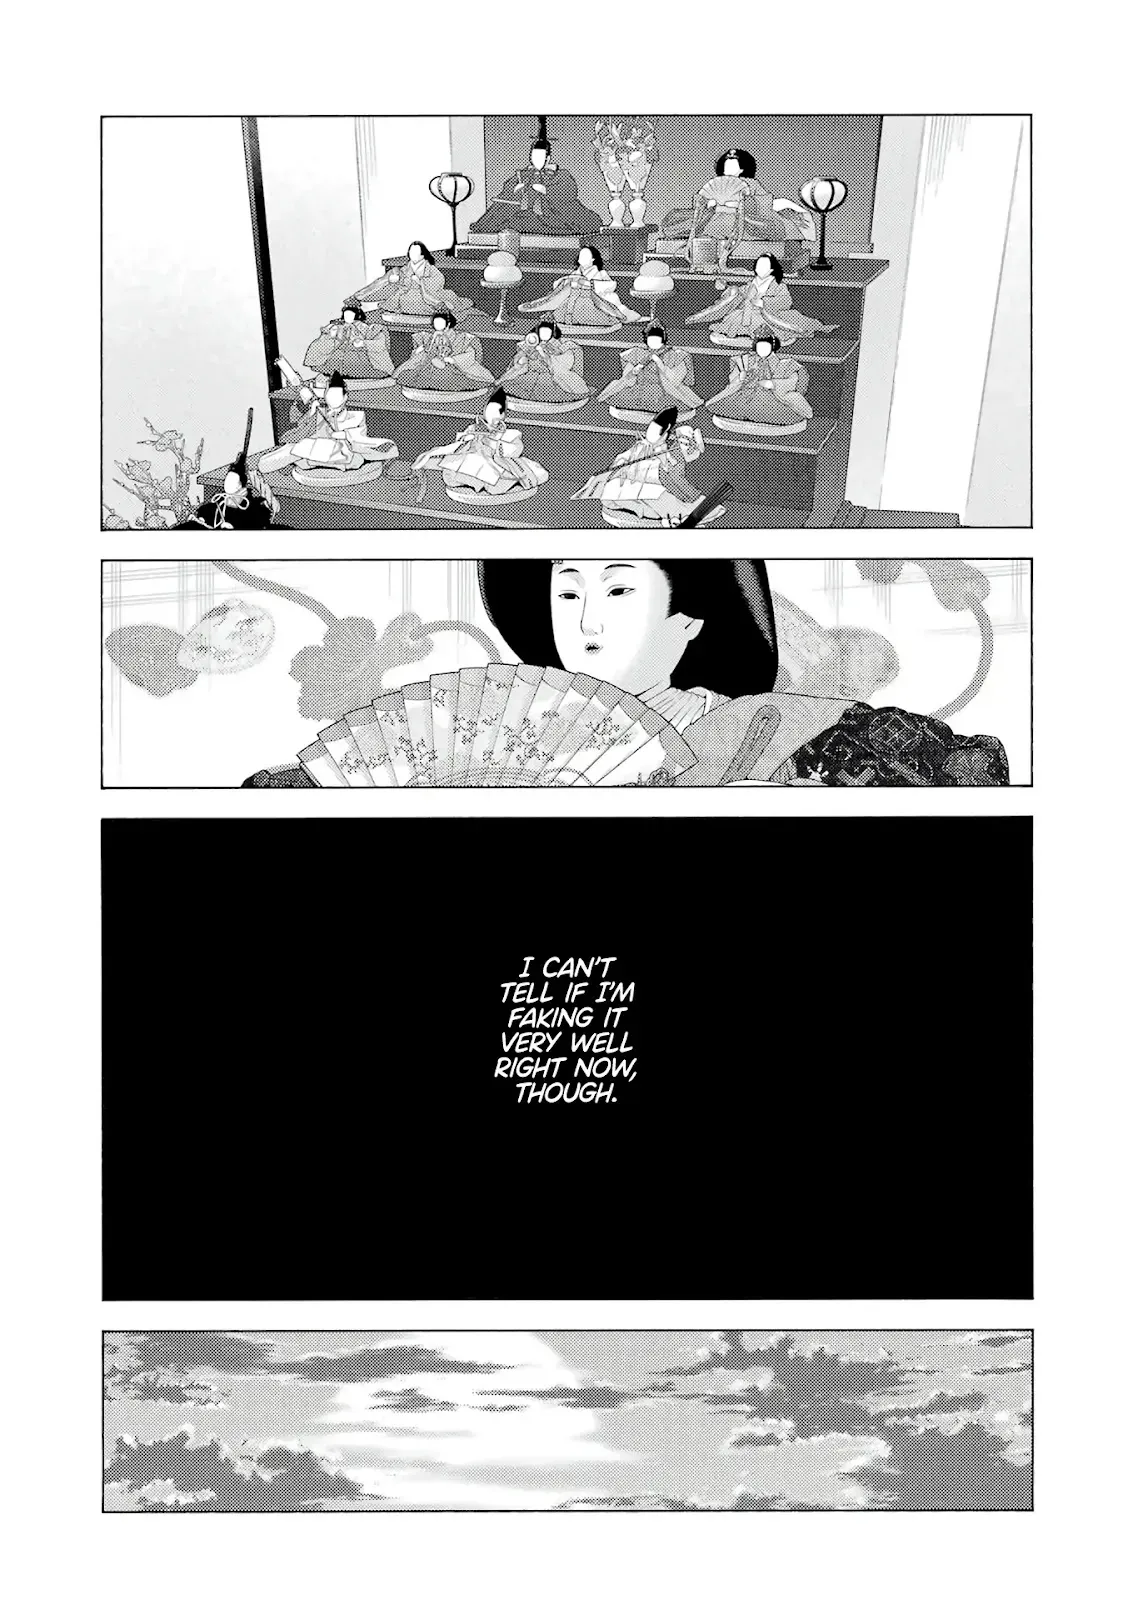 I CAN'T
TELL IF I'M
FAKING IT
VERY WELL
RIGHT NOW,
THOUGH.